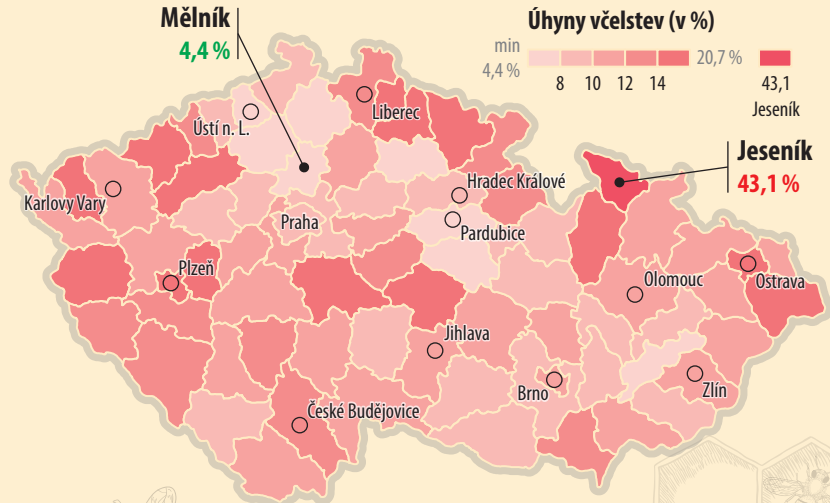 Mělník
4,4 %
Úhyny včelstev (v %)
min
4,4 %
20,7 %
8 10 12 14
43,1
Jeseník
Jeseník
43,1 %
Liberec
Ústí n. L.
Hradec Králové
Karlovy Vary
Praha
Pardubice
Plzeň
Olomouc
Ostrava
Jihlava
Brno
Zlín
České Budějovice